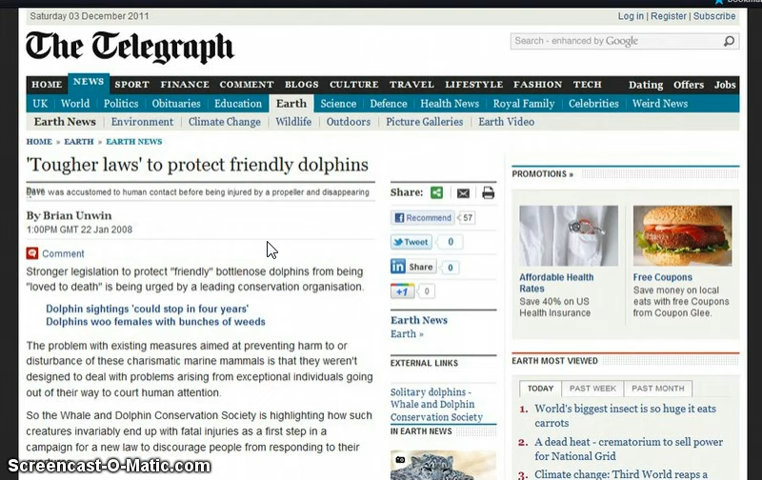 Saturday 03 December 2011
Log in | Register | Subscribe
The Telegraph
Search - enhanced by Google
HOME NEWS SPORT FINANCE COMMENT BLOGS CULTURE TRAVEL LIFESTYLE FASHION TECH Dating Offers Jobs
UK World Politics Obituaries Education Earth Science Defence Health News Royal Family Celebrities Weird News
Earth News Environment Climate Change Wildlife Outdoors Picture Galleries Earth Video
HOME » EARTH » EARTH NEWS
'Tougher laws' to protect friendly dolphins
Dave was accustomed to human contact before being injured by a propeller and disappearing
By Brian Unwin
1:00PM GMT 22 Jan 2008
Comment
Stronger legislation to protect "friendly" bottlenose dolphins from being
"loved to death" is being urged by a leading conservation organisation.
Dolphin sightings 'could stop in four years'
Dolphins woo females with bunches of weeds
The problem with existing measures aimed at preventing harm to or
disturbance of these charismatic marine mammals is that they weren't
designed to deal with problems arising from exceptional individuals going
out of their way to court human attention.
So the Whale and Dolphin Conservation Society is highlighting how such
creatures invariably end up with fatal injuries as a first step in a
campaign for a new law to discourage people from responding to their
Share:
Recommend 57
Tweet 0
in Share 0
+1 0
Earth News
Earth »
EXTERNAL LINKS
Solitary dolphins -
Whale and Dolphin
Conservation Society
IN EARTH NEWS
PROMOTIONS »
Affordable Health
Rates
Save 40% on US
Health Insurance
Free Coupons
Save money on local
eats with free Coupons
from Coupon Glee.
EARTH MOST VIEWED
TODAY PAST WEEK PAST MONTH
1. World's biggest insect is so huge it eats
carrots
2. A dead heat - crematorium to sell power
for National Grid
3. Climate change: Third World reaps a
Screencast-O-Matic.com